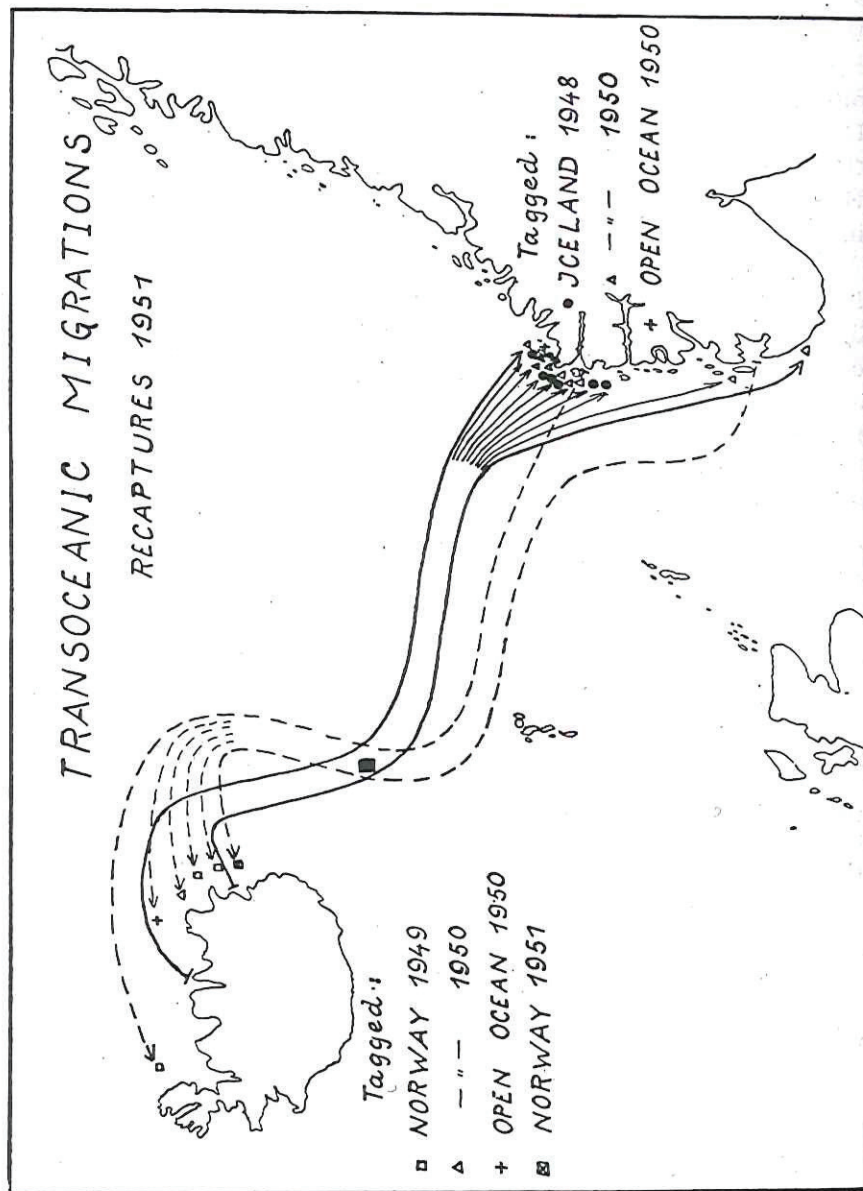 TRANSOCEANIC MIGRATIONS
RECAPTURES 1951
Tagged:
□ NORWAY 1949
△ —"— 1950
+ OPEN OCEAN 1950
⊠ NORWAY 1951
Tagged:
● JCELAND 1948
△ —"— 1950
+ OPEN OCEAN 1950